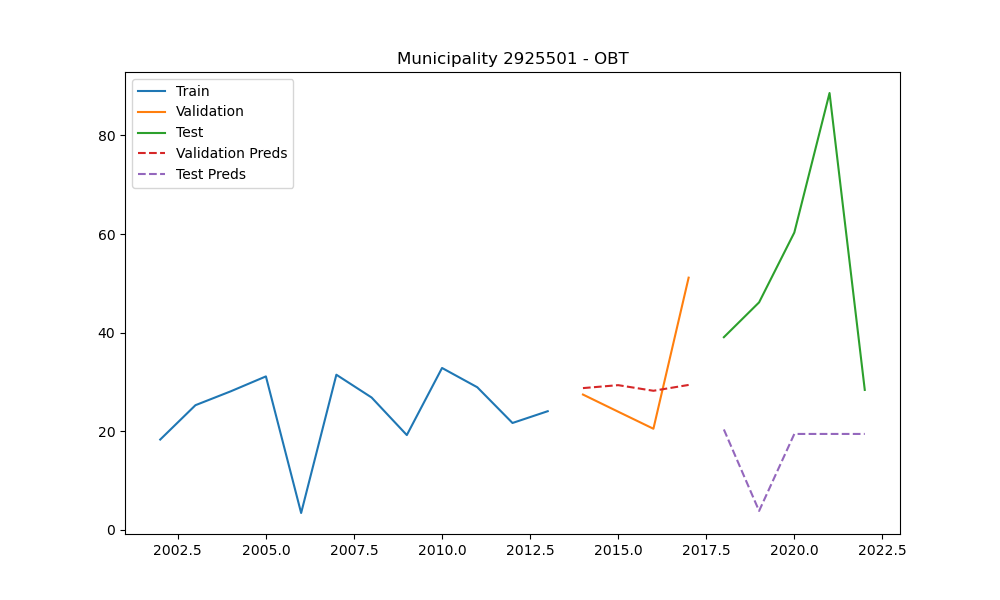 Municipality 2925501 - OBT
Train
Validation
Test
Validation Preds
Test Preds
80
60
40
20
0
2002.5 2005.0 2007.5 2010.0 2012.5 2015.0 2017.5 2020.0 2022.5